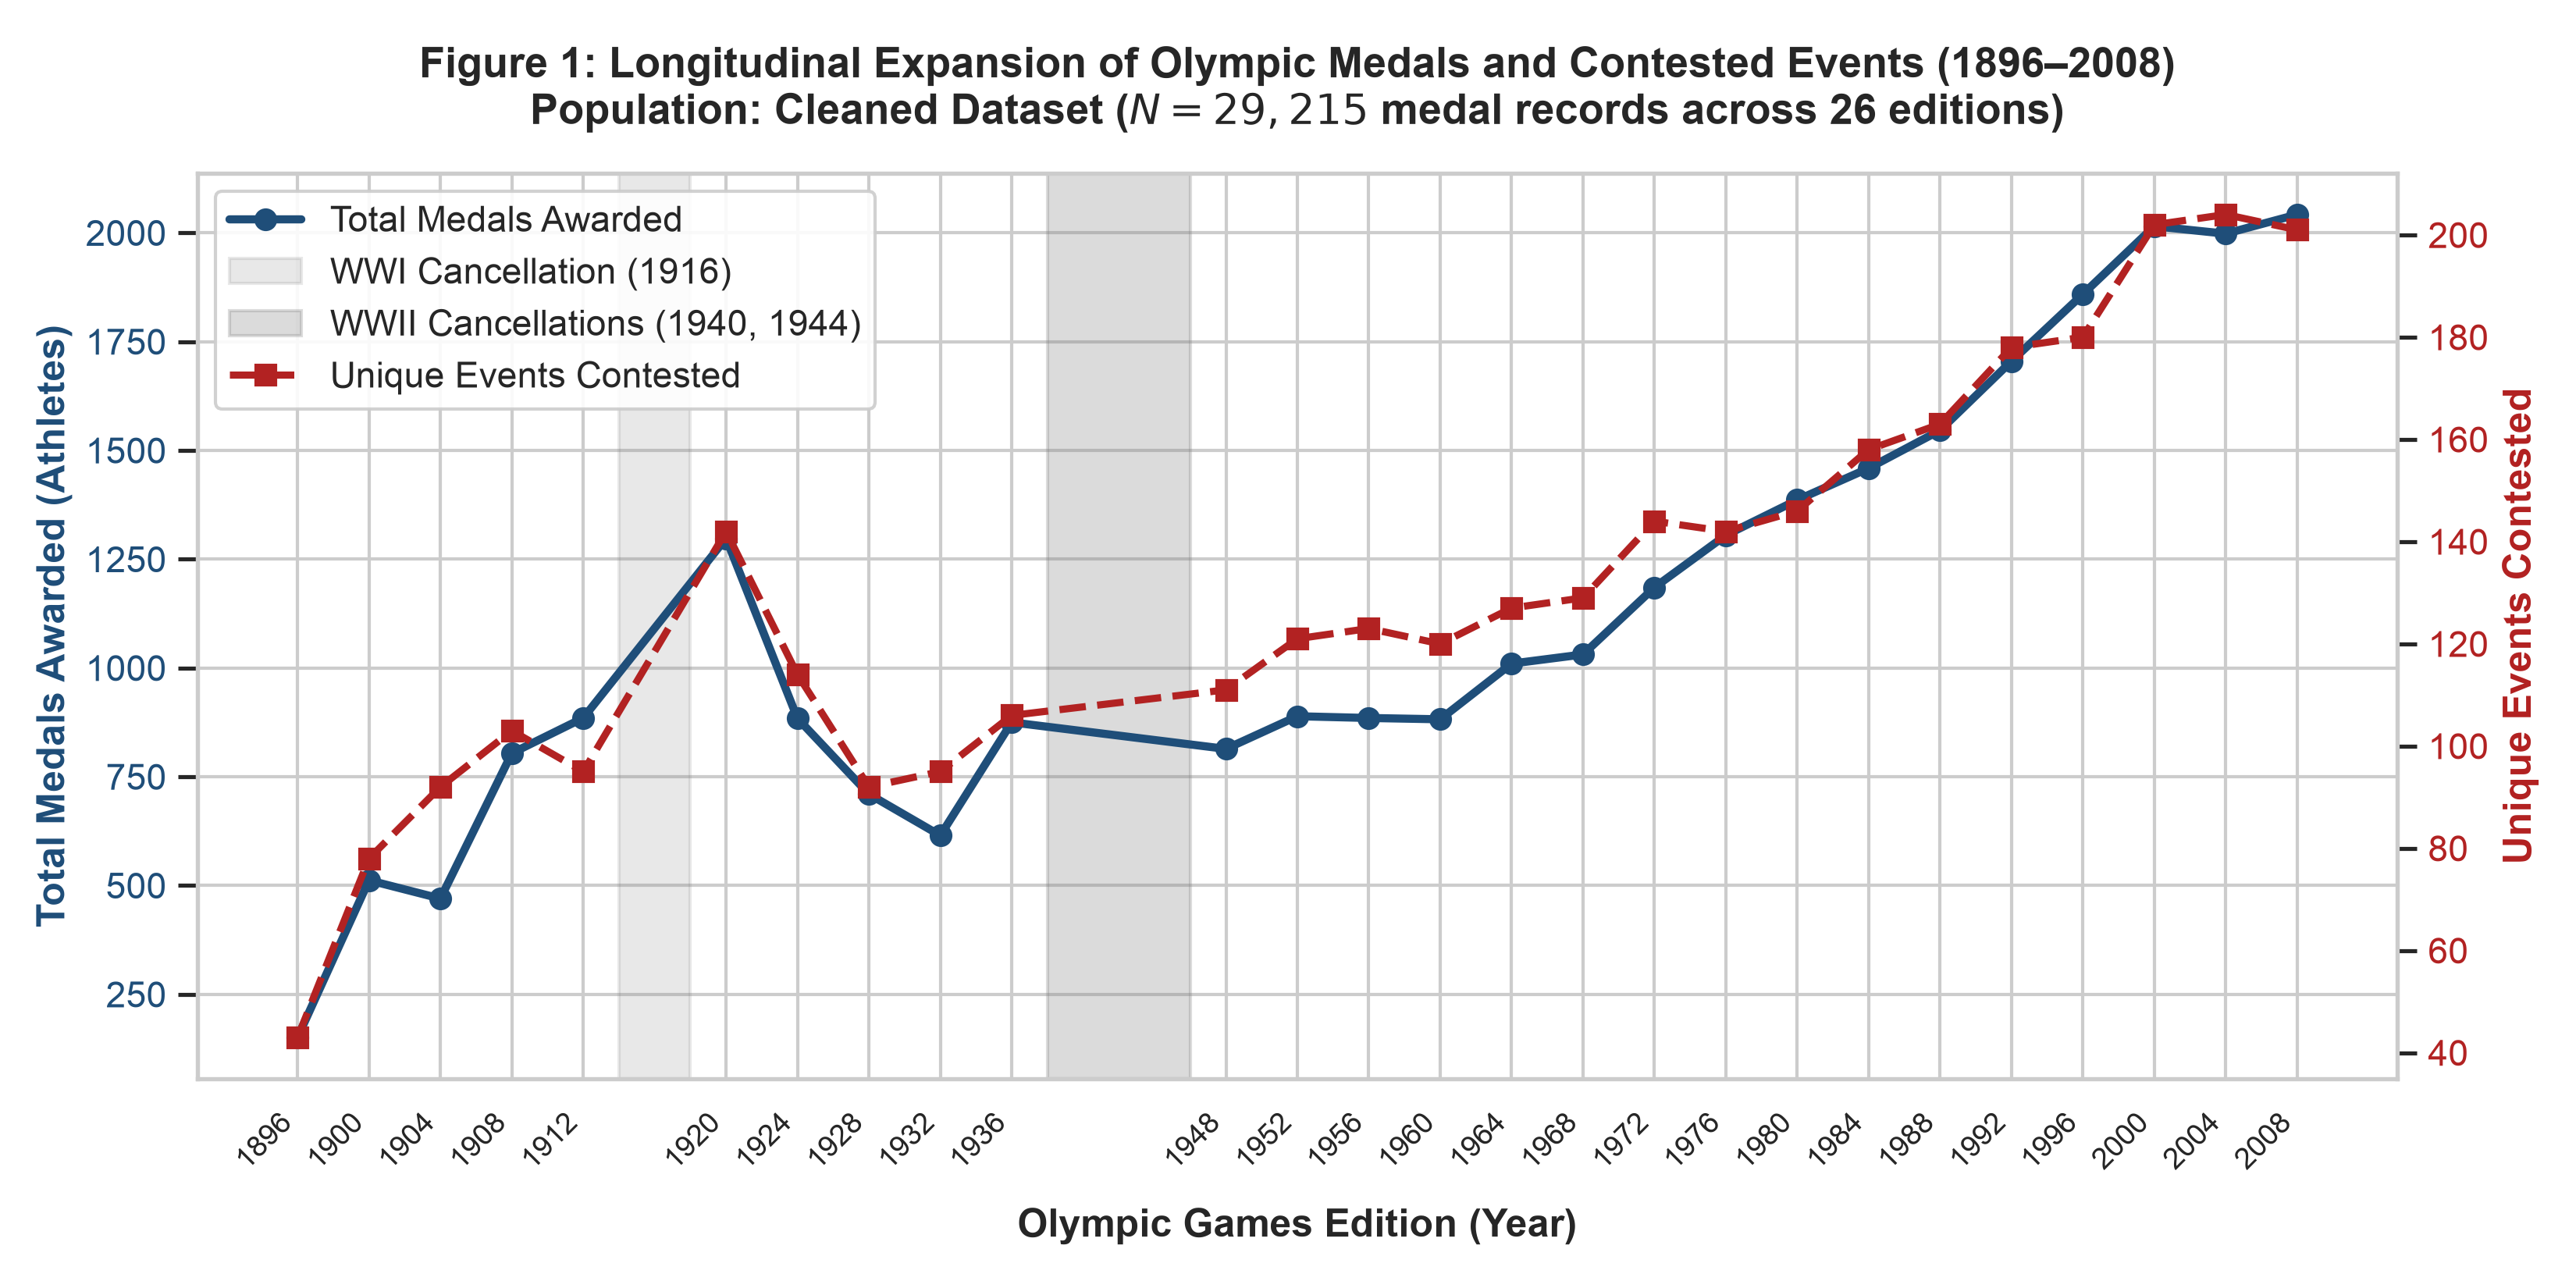 Figure 1: Longitudinal Expansion of Olympic Medals and Contested Events (1896–2008)
Population: Cleaned Dataset (N = 29, 215 medal records across 26 editions)
Total Medals Awarded
WWI Cancellation (1916)
WWII Cancellations (1940, 1944)
Unique Events Contested
Total Medals Awarded (Athletes)
2000
1750
1500
1250
1000
750
500
250
200
180
160
140
120
100
80
60
40
Unique Events Contested
1896 1900 1904 1908 1912 1920 1924 1928 1932 1936 1948 1952 1956 1960 1964 1968 1972 1976 1980 1984 1988 1992 1996 2000 2004 2008
Olympic Games Edition (Year)